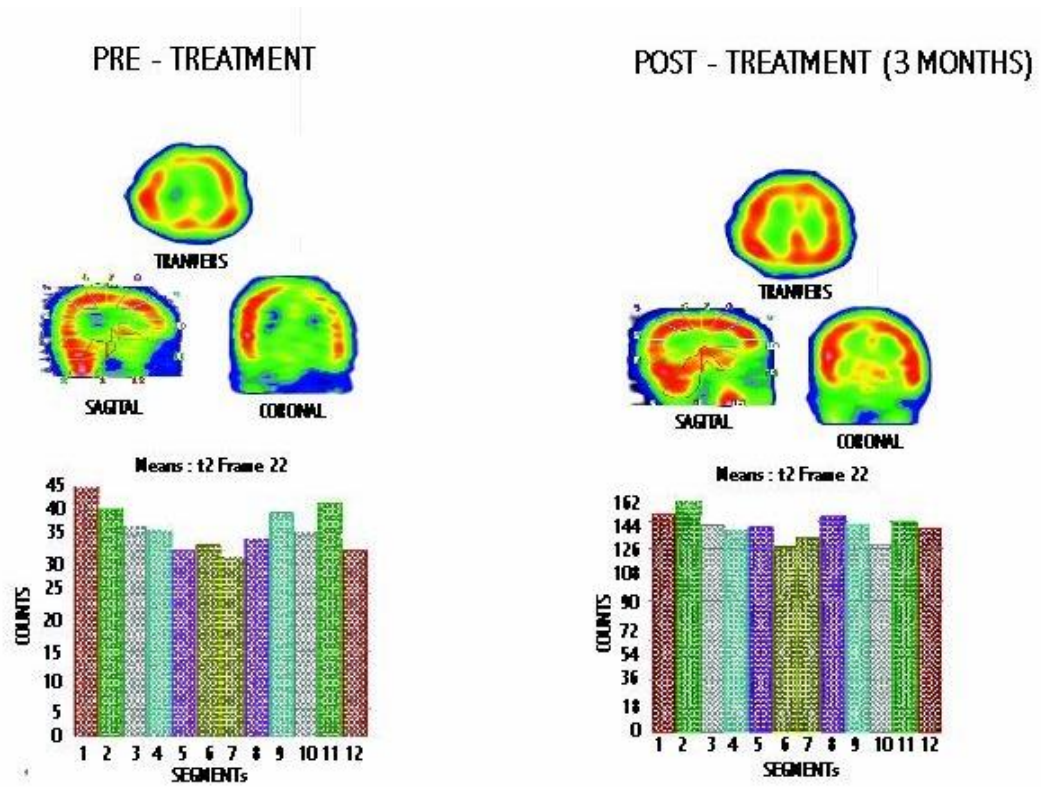 PRE - TREATMENT
TRANVERS
SAGITAL
CORONAL
Means : t2 Frame 22
45
40
35
30
25
20
15
10
5
0
COUNTS
1 2 3 4 5 6 7 8 9 10 11 12
SEGMENTs
POST - TREATMENT (3 MONTHS)
TRANVERS
SAGITAL
CORONAL
Means : t2 Frame 22
162
144
126
108
90
72
54
36
18
0
COUNTS
1 2 3 4 5 6 7 8 9 10 11 12
SEGMENTs